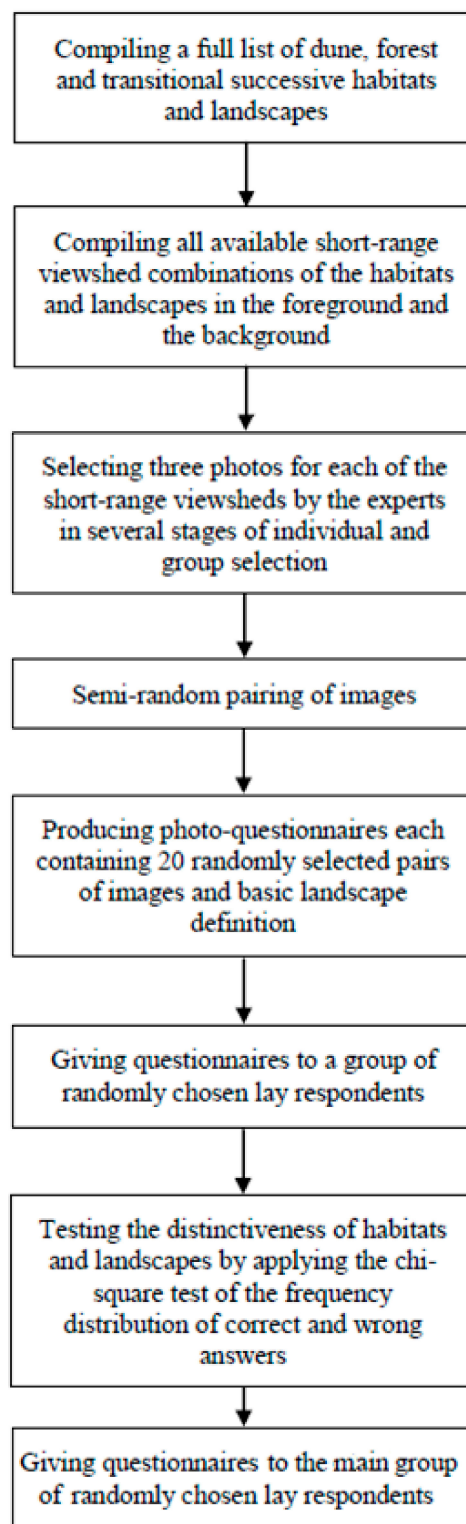 Compiling a full list of dune, forest
and transitional successive habitats
and landscapes
Compiling all available short-range
viewshed combinations of the habitats
and landscapes in the foreground and
the background
Selecting three photos for each of the
short-range viewsheds by the experts
in several stages of individual and
group selection
Semi-random pairing of images
Producing photo-questionnaires each
containing 20 randomly selected pairs
of images and basic landscape
definition
Giving questionnaires to a group of
randomly chosen lay respondents
Testing the distinctiveness of habitats
and landscapes by applying the chi-
square test of the frequency
distribution of correct and wrong
answers
Giving questionnaires to the main group
of randomly chosen lay respondents